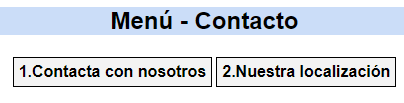 Menú - Contacto
1.Contacta con nosotros 2.Nuestra localización